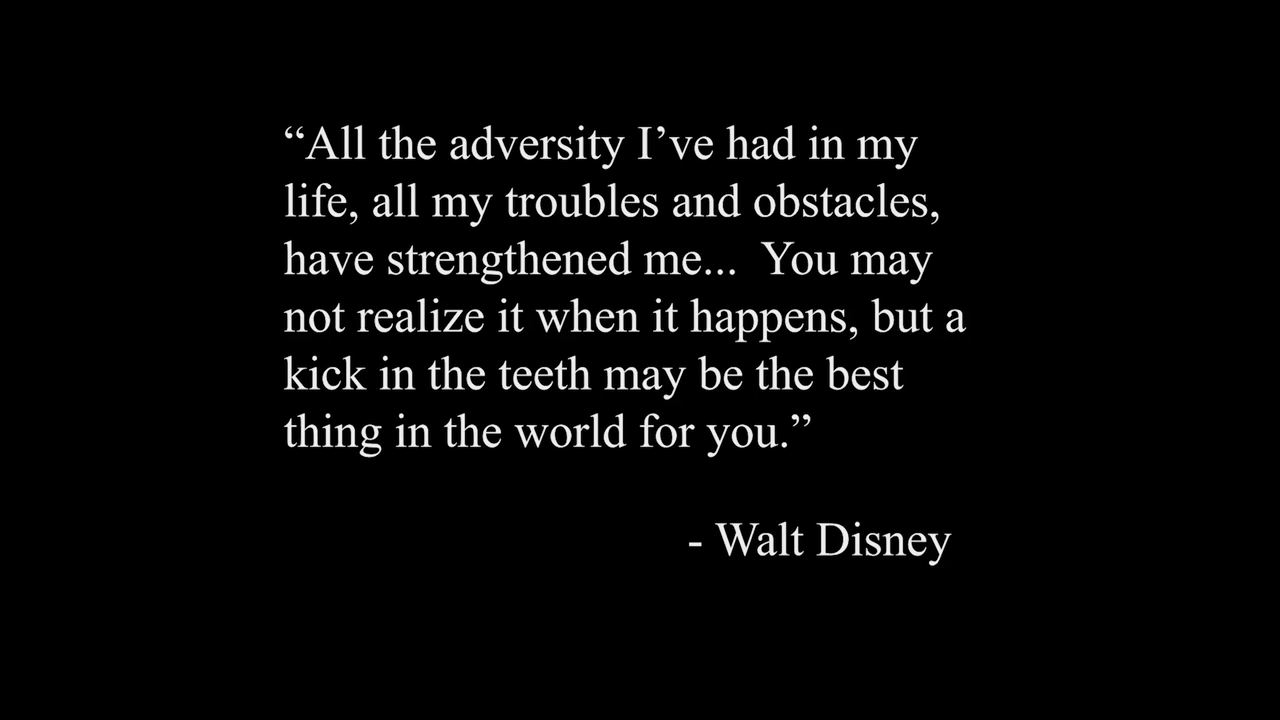 “All the adversity I’ve had in my
life, all my troubles and obstacles,
have strengthened me...  You may
not realize it when it happens, but a
kick in the teeth may be the best
thing in the world for you.”
- Walt Disney